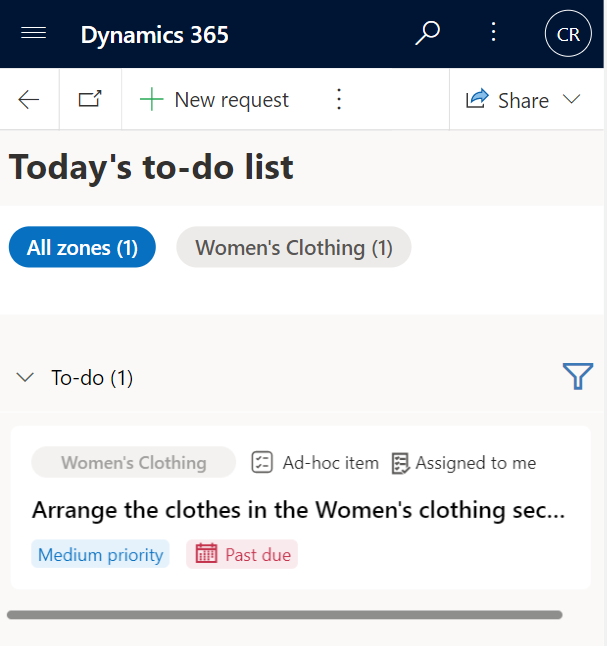 Dynamics 365 CR
New request Share
Today's to-do list
All zones (1) Women's Clothing (1)
To-do (1)
Women's Clothing Ad-hoc item Assigned to me
Arrange the clothes in the Women's clothing sec...
Medium priority Past due